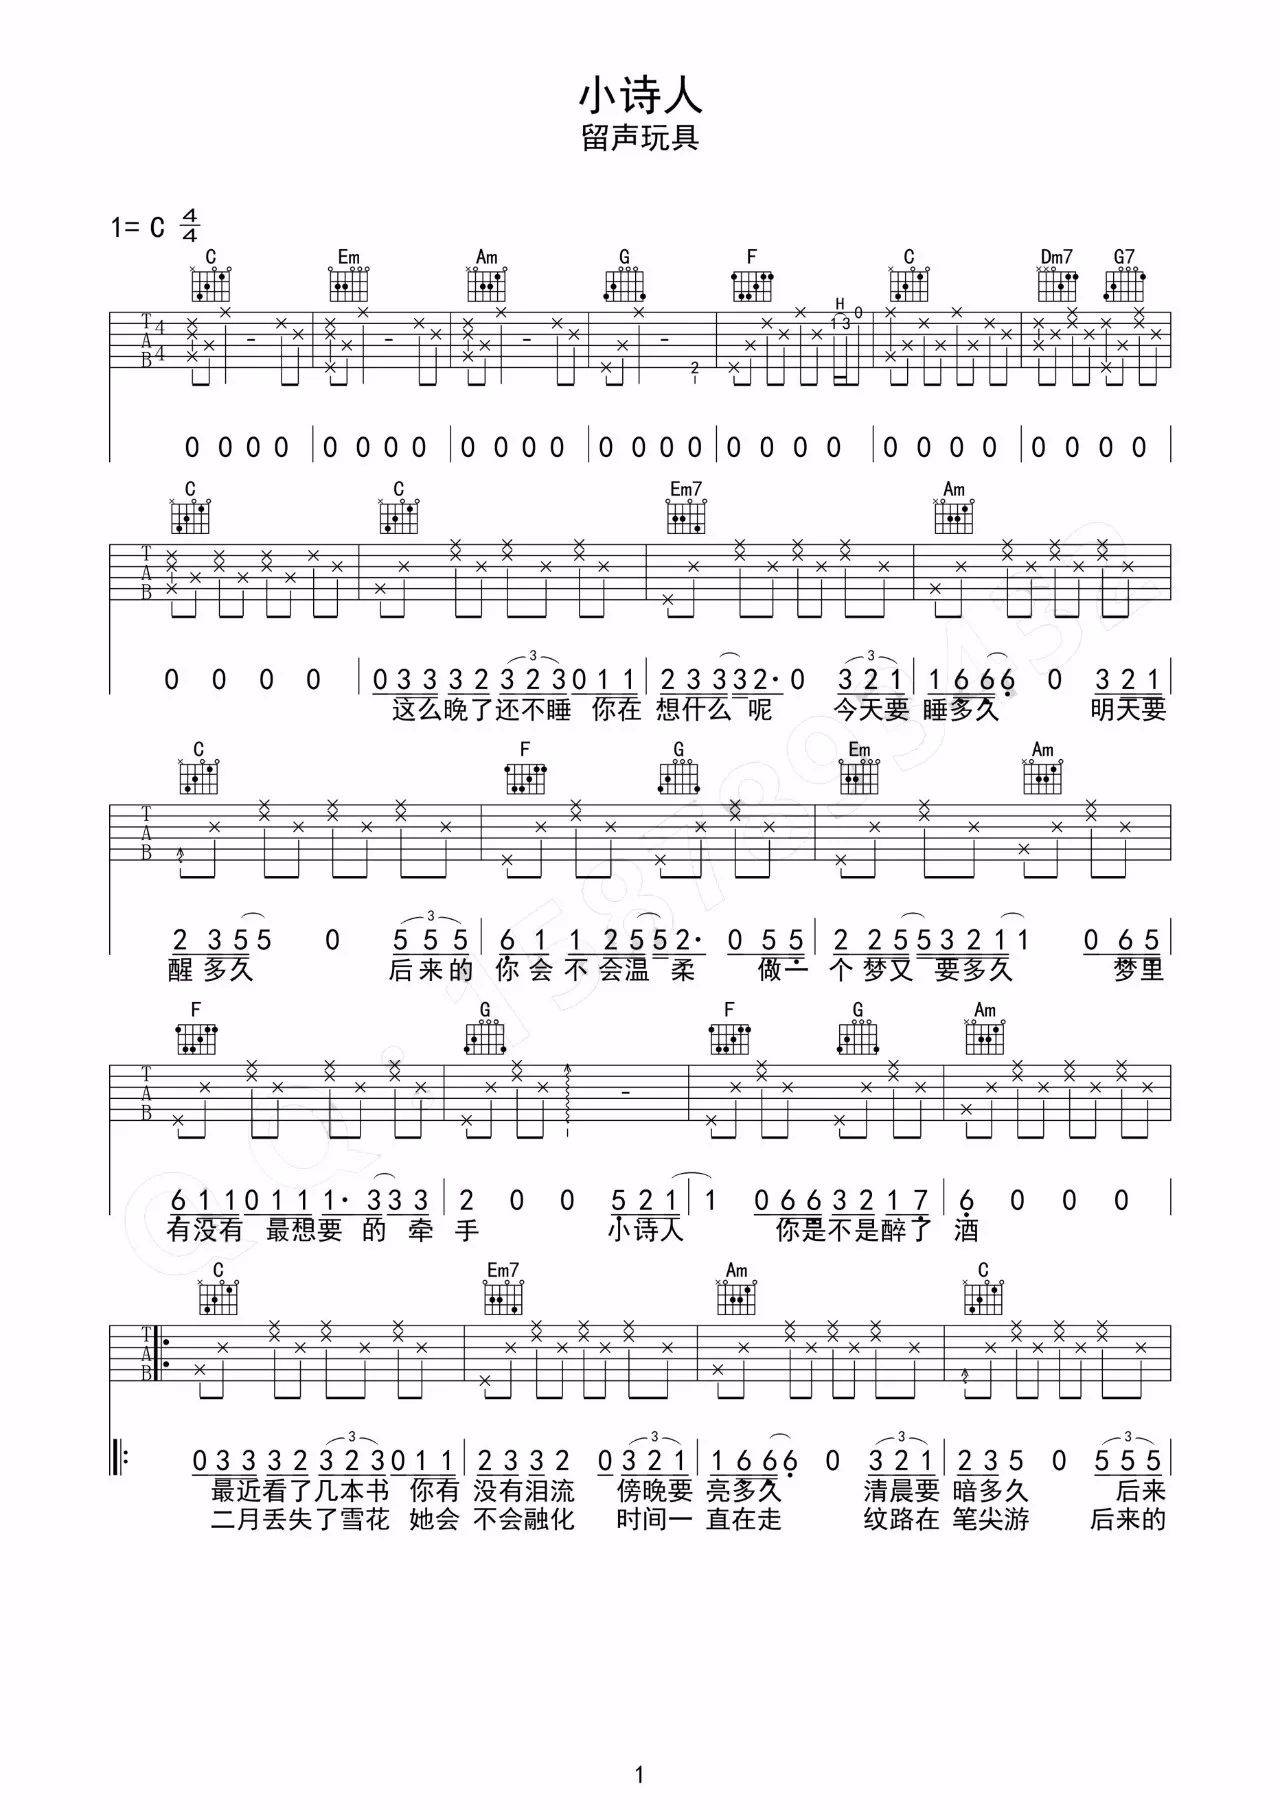 小诗人
留声玩具
1= C 4/4
C Em Am G F C Dm7 G7
H
1 3 0
T A B 4 4
2
0 0 0 0 0 0 0 0 0 0 0 0 0 0 0 0 0 0 0 0 0 0 0 0 0 0 0 0
C C Em7 Am
T A B
3 3 3
0 0 0 0 0 3 3 3 2 3 2 3 0 1 1 2 3 3 3 2· 0 3 2 1 1 6 6 6 0 3 2 1
这么晚了还不睡 你在 想什么 呢 今天要 睡多久 明天要
C F G Em Am
T A B
3
2 3 5 5 0 5 5 5 6 1 1 2 5 5 2· 0 5 5 2 2 5 5 3 2 1 1 0 6 5
醒 多久 后来的 你会不会温 柔 做一 个梦又 要多久 梦里
F G F G Am
T A B
6 1 1 0 1 1 1· 3 3 3 2 0 0 5 2 1 1 0 6 6 3 2 1 7 6 0 0 0
有没有 最想要 的 牵 手 小诗人 你是不是醉了 酒
C Em7 Am C
T A B
3 3 3 3
0 3 3 3 2 3 2 3 0 1 1 2 3 3 2 0 3 2 1 1 6 6 6 0 3 2 1 2 3 5 0 5 5 5
最近看了几本书 你有 没有泪流 傍晚要 亮多久 清晨要 暗多久 后来
二月丢失了雪花 她会 不会融化 时间一 直在走 纹路在 笔尖游 后来的
QQ:1587893432
1